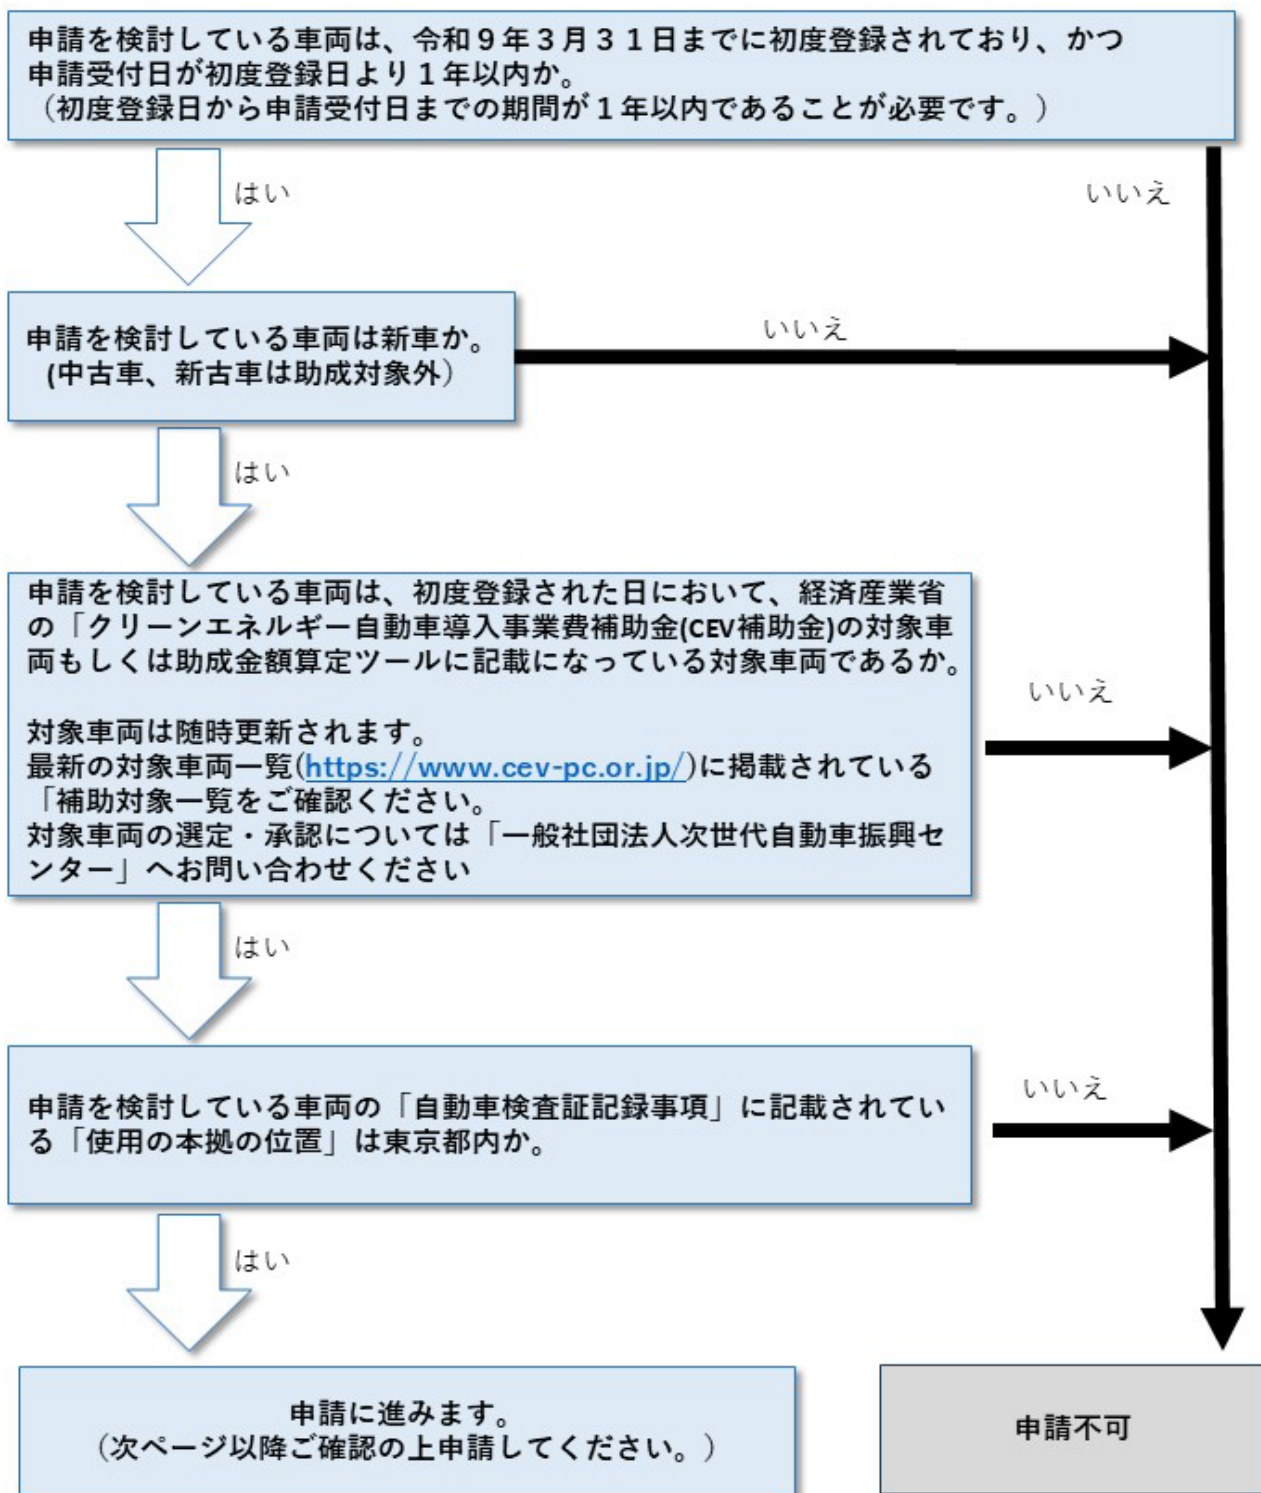 申請を検討している車両は、令和９年３月３１日までに初度登録されており、かつ
申請受付日が初度登録日より１年以内か。
（初度登録日から申請受付日までの期間が１年以内であることが必要です。）
はい
いいえ
申請を検討している車両は新車か。
(中古車、新古車は助成対象外）
いいえ
はい
申請を検討している車両は、初度登録された日において、経済産業省
の「クリーンエネルギー自動車導入事業費補助金(CEV補助金)の対象車
両もしくは助成金額算定ツールに記載になっている対象車両であるか。
対象車両は随時更新されます。
最新の対象車両一覧(https://www.cev-pc.or.jp/)に掲載されている
「補助対象一覧をご確認ください。
対象車両の選定・承認については「一般社団法人次世代自動車振興セ
ンター」へお問い合わせください
いいえ
はい
申請を検討している車両の「自動車検査証記録事項」に記載されてい
る「使用の本拠の位置」は東京都内か。
いいえ
はい
申請に進みます。
（次ページ以降ご確認の上申請してください。）
申請不可